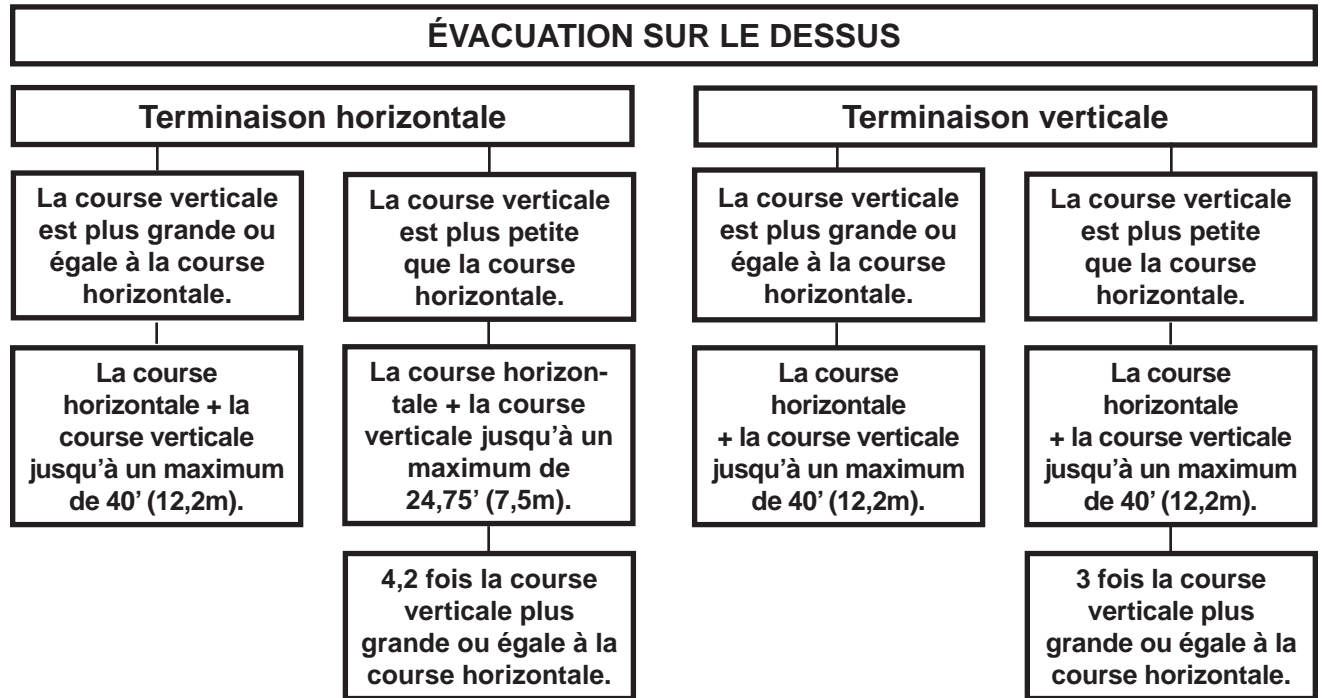 ÉVACUATION SUR LE DESSUS
Terminaison horizontale
La course verticale
est plus grande ou
égale à la course
horizontale.
La course
horizontale + la
course verticale
jusqu’à un maximum
de 40’ (12,2m).
La course verticale
est plus petite
que la course
horizontale.
La course horizon-
tale + la course
verticale jusqu’à un
maximum de
24,75’ (7,5m).
4,2 fois la course
verticale plus
grande ou égale à la
course horizontale.
Terminaison verticale
La course verticale
est plus grande ou
égale à la course
horizontale.
La course
horizontale
+ la course verticale
jusqu’à un maximum
de 40’ (12,2m).
La course verticale
est plus petite
que la course
horizontale.
La course
horizontale
+ la course verticale
jusqu’à un maximum
de 40’ (12,2m).
3 fois la course
verticale plus
grande ou égale à la
course horizontale.